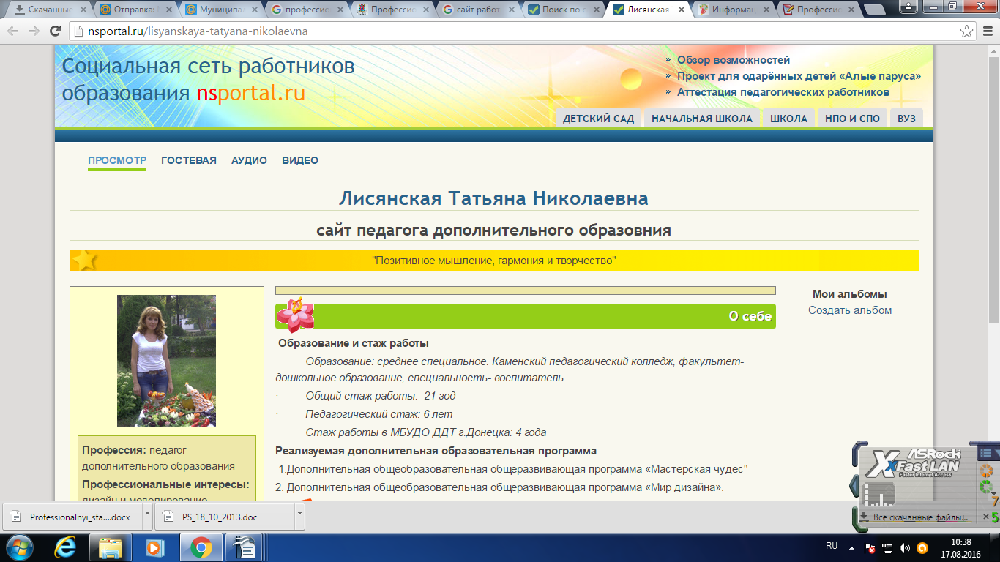 Скачанные
Отправка:
Муниципа
профессион
Професси
сайт работ
Поиск по с
Лисянская
Информац
Професси
nsportal.ru/lisyanskaya-tatyana-nikolaevna
Социальная сеть работников
образования nsportal.ru
» Обзор возможностей
» Проект для одарённых детей «Алые паруса»
» Аттестация педагогических работников
ДЕТСКИЙ САД НАЧАЛЬНАЯ ШКОЛА ШКОЛА НПО И СПО ВУЗ
ПРОСМОТР ГОСТЕВАЯ АУДИО ВИДЕО
Лисянская Татьяна Николаевна
сайт педагога дополнительного образовния
"Позитивное мышление, гармония и творчество"
Профессия: педагог
дополнительного образования
Профессиональные интересы:
дизайн и моделирование
О себе
Образование и стаж работы
· Образование: среднее специальное. Каменский педагогический колледж, факультет-
дошкольное образование, специальность- воспитатель.
· Общий стаж работы: 21 год
· Педагогический стаж: 6 лет
· Стаж работы в МБУДО ДДТ г.Донецка: 4 года
Реализуемая дополнительная образовательная программа
1.Дополнительная общеобразовательная общеразвивающая программа «Мастерская чудес"
2. Дополнительная общеобразовательная общеразвивающая программа «Мир дизайна».
Мои альбомы
Создать альбом
ASRock
XFast LAN
Faster Internet Access
Professionalnyi_sta....docx
PS_18_10_2013.doc
Все скачанные файлы...
7
5
RU
10:38
17.08.2016